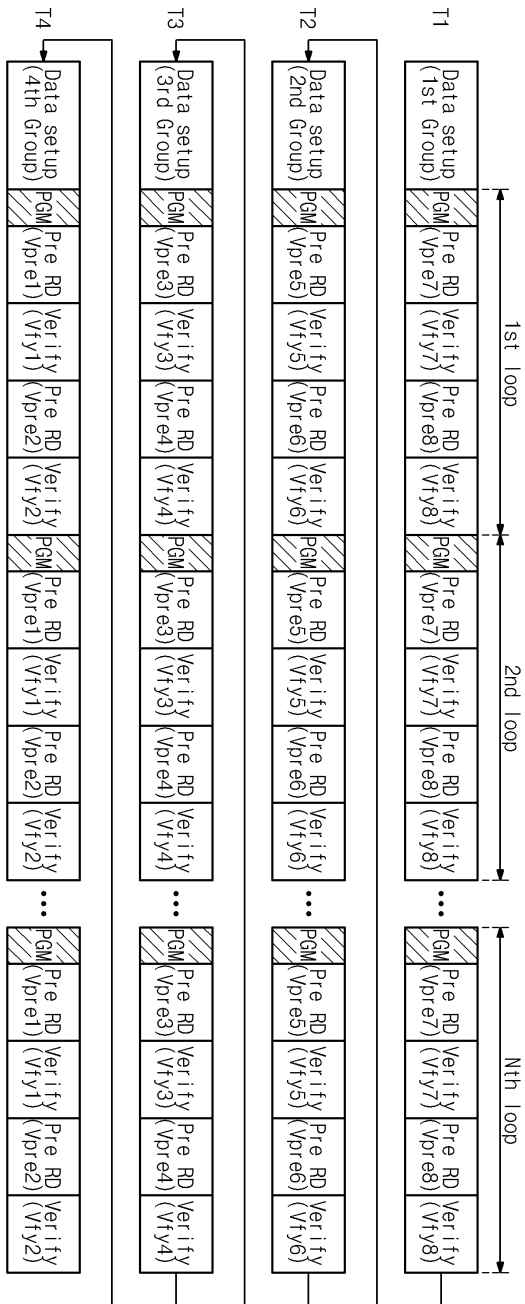 1st loop
2nd loop
Nth loop
T1
Data setup
(1st Group)
PGM
Pre RD
(Vpre7)
Verify
(Vfy7)
Pre RD
(Vpre8)
Verify
(Vfy8)
PGM
Pre RD
(Vpre7)
Verify
(Vfy7)
Pre RD
(Vpre8)
Verify
(Vfy8)
•••
PGM
Pre RD
(Vpre7)
Verify
(Vfy7)
Pre RD
(Vpre8)
Verify
(Vfy8)
T2
Data setup
(2nd Group)
PGM
Pre RD
(Vpre5)
Verify
(Vfy5)
Pre RD
(Vpre6)
Verify
(Vfy6)
PGM
Pre RD
(Vpre5)
Verify
(Vfy5)
Pre RD
(Vpre6)
Verify
(Vfy6)
•••
PGM
Pre RD
(Vpre5)
Verify
(Vfy5)
Pre RD
(Vpre6)
Verify
(Vfy6)
T3
Data setup
(3rd Group)
PGM
Pre RD
(Vpre3)
Verify
(Vfy3)
Pre RD
(Vpre4)
Verify
(Vfy4)
PGM
Pre RD
(Vpre3)
Verify
(Vfy3)
Pre RD
(Vpre4)
Verify
(Vfy4)
•••
PGM
Pre RD
(Vpre3)
Verify
(Vfy3)
Pre RD
(Vpre4)
Verify
(Vfy4)
T4
Data setup
(4th Group)
PGM
Pre RD
(Vpre1)
Verify
(Vfy1)
Pre RD
(Vpre2)
Verify
(Vfy2)
PGM
Pre RD
(Vpre1)
Verify
(Vfy1)
Pre RD
(Vpre2)
Verify
(Vfy2)
•••
PGM
Pre RD
(Vpre1)
Verify
(Vfy1)
Pre RD
(Vpre2)
Verify
(Vfy2)